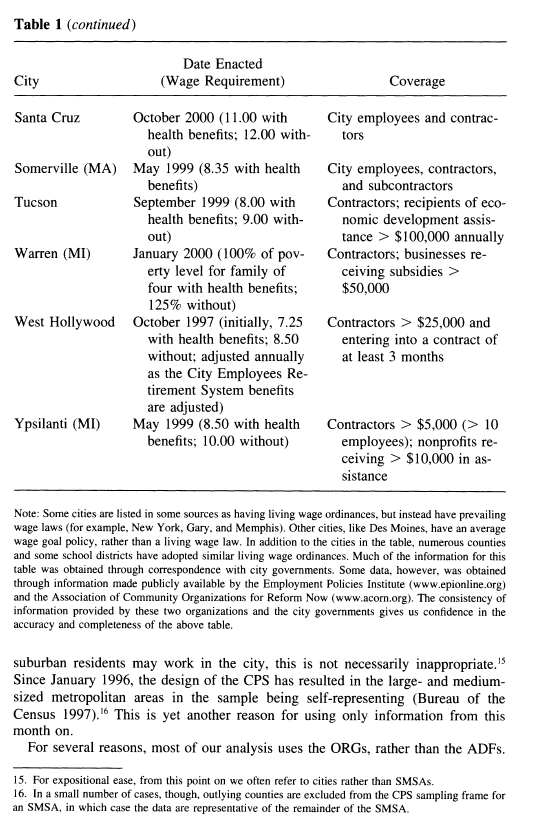 Table 1 (continued)
Date Enacted
City (Wage Requirement) Coverage
Santa Cruz October 2000 (11.00 with City employees and contrac-
health benefits; 12.00 with- tors
out)
Somerville (MA) May 1999 (8.35 with health City employees, contractors,
benefits) and subcontractors
Tucson September 1999 (8.00 with Contractors; recipients of eco-
health benefits; 9.00 with- nomic development assis-
out) tance > $100,000 annually
Warren (MI) January 2000 (100% of pov- Contractors; businesses re-
erty level for family of ceiving subsidies >
four with health benefits; $50,000
125% without)
West Hollywood October 1997 (initially, 7.25 Contractors > $25,000 and
with health benefits; 8.50 entering into a contract of
without; adjusted annually at least 3 months
as the City Employees Re-
tirement System benefits
are adjusted)
Ypsilanti (MI) May 1999 (8.50 with health Contractors > $5,000 (> 10
benefits; 10.00 without) employees); nonprofits re-
ceiving > $10,000 in as-
sistance
Note: Some cities are listed in some sources as having living wage ordinances, but instead have prevailing
wage laws (for example, New York, Gary, and Memphis). Other cities, like Des Moines, have an average
wage goal policy, rather than a living wage law. In addition to the cities in the table, numerous counties
and some school districts have adopted similar living wage ordinances. Much of the information for this
table was obtained through correspondence with city governments. Some data, however, was obtained
through information made publicly available by the Employment Policies Institute (www.epionline.org)
and the Association of Community Organizations for Reform Now (www.acorn.org). The consistency of
information provided by these two organizations and the city governments gives us confidence in the
accuracy and completeness of the above table.
suburban residents may work in the city, this is not necessarily inappropriate.15
Since January 1996, the design of the CPS has resulted in the large- and medium-
sized metropolitan areas in the sample being self-representing (Bureau of the
Census 1997).16 This is yet another reason for using only information from this
month on.
For several reasons, most of our analysis uses the ORGs, rather than the ADFs.
15. For expositional ease, from this point on we often refer to cities rather than SMSAs.
16. In a small number of cases, though, outlying counties are excluded from the CPS sampling frame for
an SMSA, in which case the data are representative of the remainder of the SMSA.